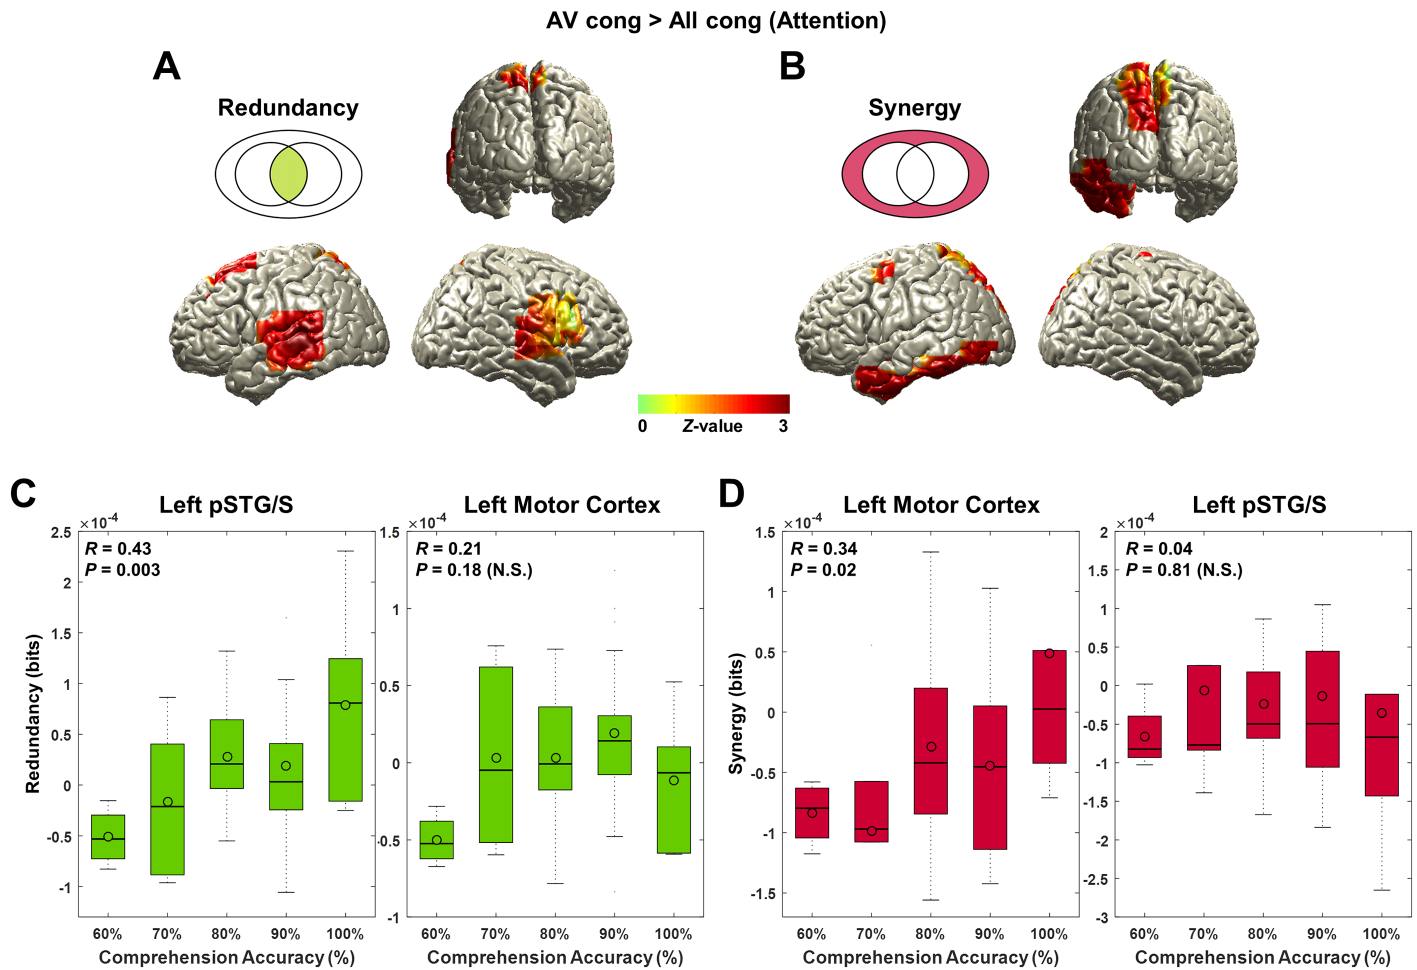 AV cong > All cong (Attention)
A
Redundancy
B
Synergy
0 Z-value 3
C
Left pSTG/S
×10-4
R = 0.43
P = 0.003
2.5
2
1.5
1
0.5
0
-0.5
-1
Redundancy (bits)
60% 70% 80% 90% 100%
Comprehension Accuracy (%)
Left Motor Cortex
×10-4
R = 0.21
P = 0.18 (N.S.)
1.5
1
0.5
0
-0.5
-1
60% 70% 80% 90% 100%
Comprehension Accuracy (%)
D
Left Motor Cortex
×10-4
R = 0.34
P = 0.02
1.5
1
0.5
0
-0.5
-1
-1.5
Synergy (bits)
60% 70% 80% 90% 100%
Comprehension Accuracy (%)
Left pSTG/S
×10-4
R = 0.04
P = 0.81 (N.S.)
2
1.5
1
0.5
0
-0.5
-1
-1.5
-2
-2.5
-3
60% 70% 80% 90% 100%
Comprehension Accuracy (%)